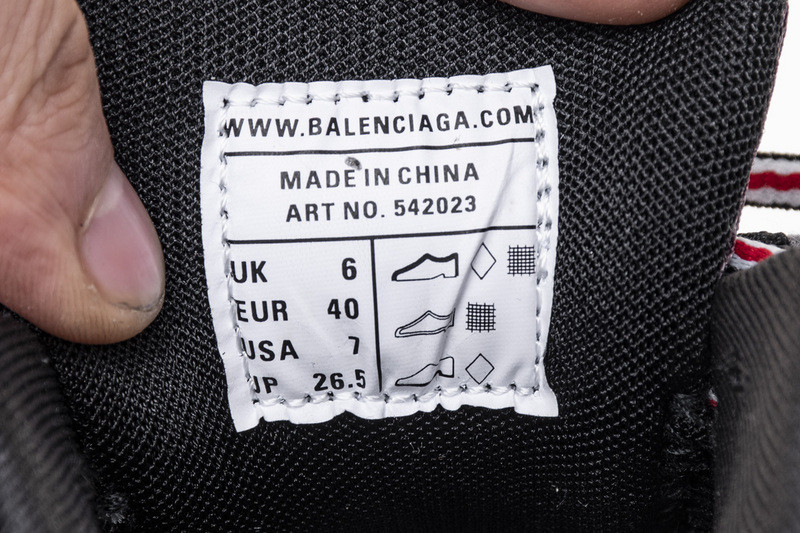 WWW.BALENCIAGA.COM
MADE IN CHINA
ART NO. 542023
UK 6
EUR 40
USA 7
JP 26.5